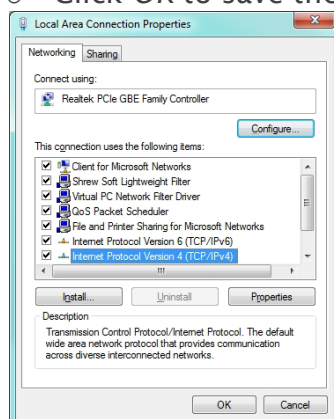 Click OK to save the
Local Area Connection Properties
Networking Sharing
Connect using:
Realtek PCIe GBE Family Controller
Configure...
This connection uses the following items:
Client for Microsoft Networks
Shrew Soft Lightweight Filter
Virtual PC Network Filter Driver
QoS Packet Scheduler
File and Printer Sharing for Microsoft Networks
Internet Protocol Version 6 (TCP/IPv6)
Internet Protocol Version 4 (TCP/IPv4)
Install... Uninstall Properties
Description
Transmission Control Protocol/Internet Protocol. The default
wide area network protocol that provides communication
across diverse interconnected networks.
OK Cancel